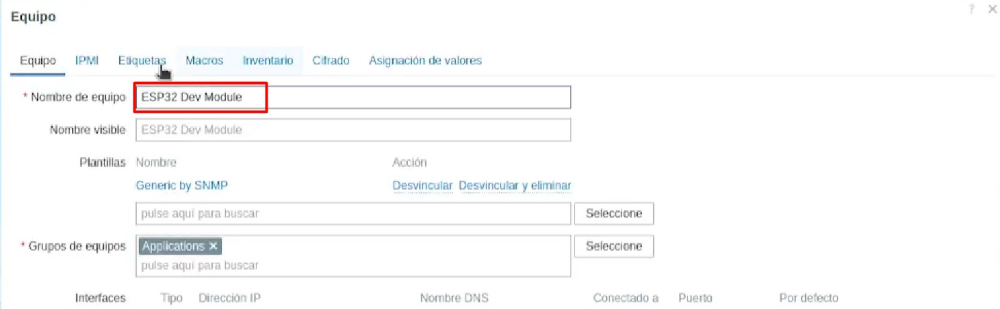 Equipo
? ×
Equipo IPMI Etiquetas Macros Inventario Cifrado Asignación de valores
* Nombre de equipo ESP32 Dev Module
Nombre visible ESP32 Dev Module
Plantillas Nombre Acción
Generic by SNMP Desvincular Desvincular y eliminar
pulse aquí para buscar Seleccione
* Grupos de equipos Applications × Seleccione
pulse aquí para buscar
Interfaces Tipo Dirección IP Nombre DNS Conectado a Puerto Por defecto